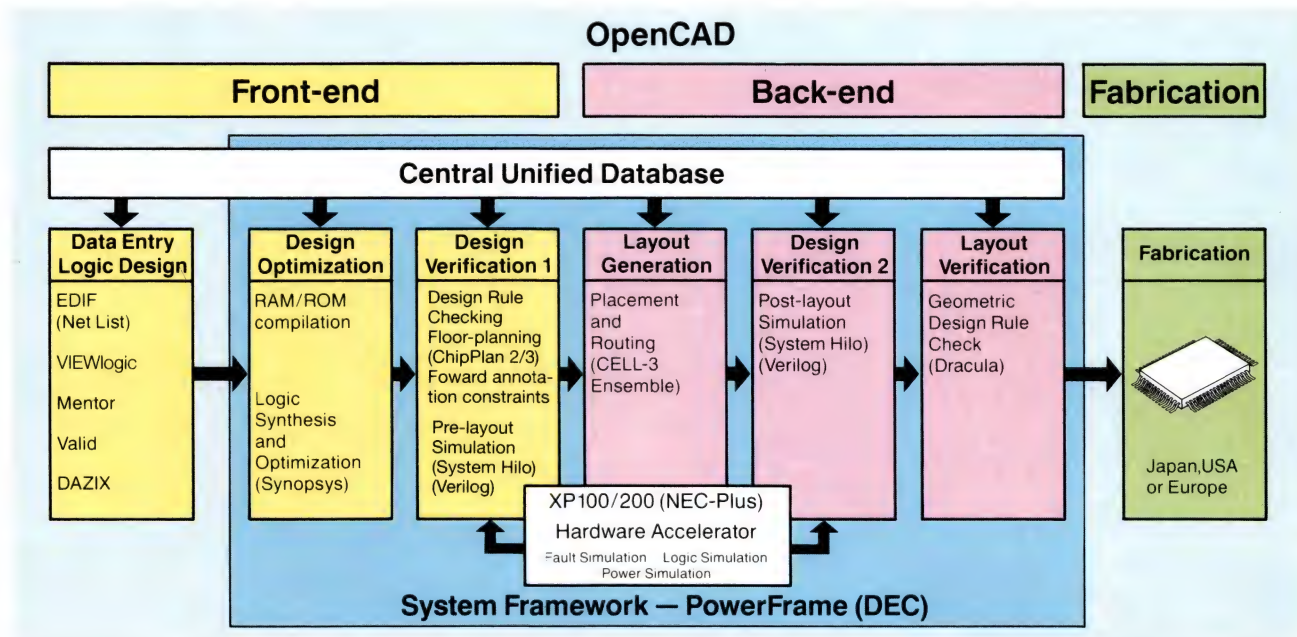 OpenCAD
Front-end
Back-end
Fabrication
Central Unified Database
Data Entry
Logic Design
EDIF
(Net List)
VIEWlogic
Mentor
Valid
DAZIX
Design
Optimization
RAM/ROM
compilation
Logic
Synthesis
and
Optimization
(Synopsys)
Design
Verification 1
Design Rule
Checking
Floor-planning
(ChipPlan 2/3)
Foward annota-
tion constraints
Pre-layout
Simulation
(System Hilo)
(Verilog)
Layout
Generation
Placement
and
Routing
(CELL-3
Ensemble)
Design
Verification 2
Post-layout
Simulation
(System Hilo)
(Verilog)
Layout
Verification
Geometric
Design Rule
Check
(Dracula)
Fabrication
Japan,USA
or Europe
XP100/200 (NEC-Plus)
Hardware Accelerator
Fault Simulation Logic Simulation
Power Simulation
System Framework — PowerFrame (DEC)